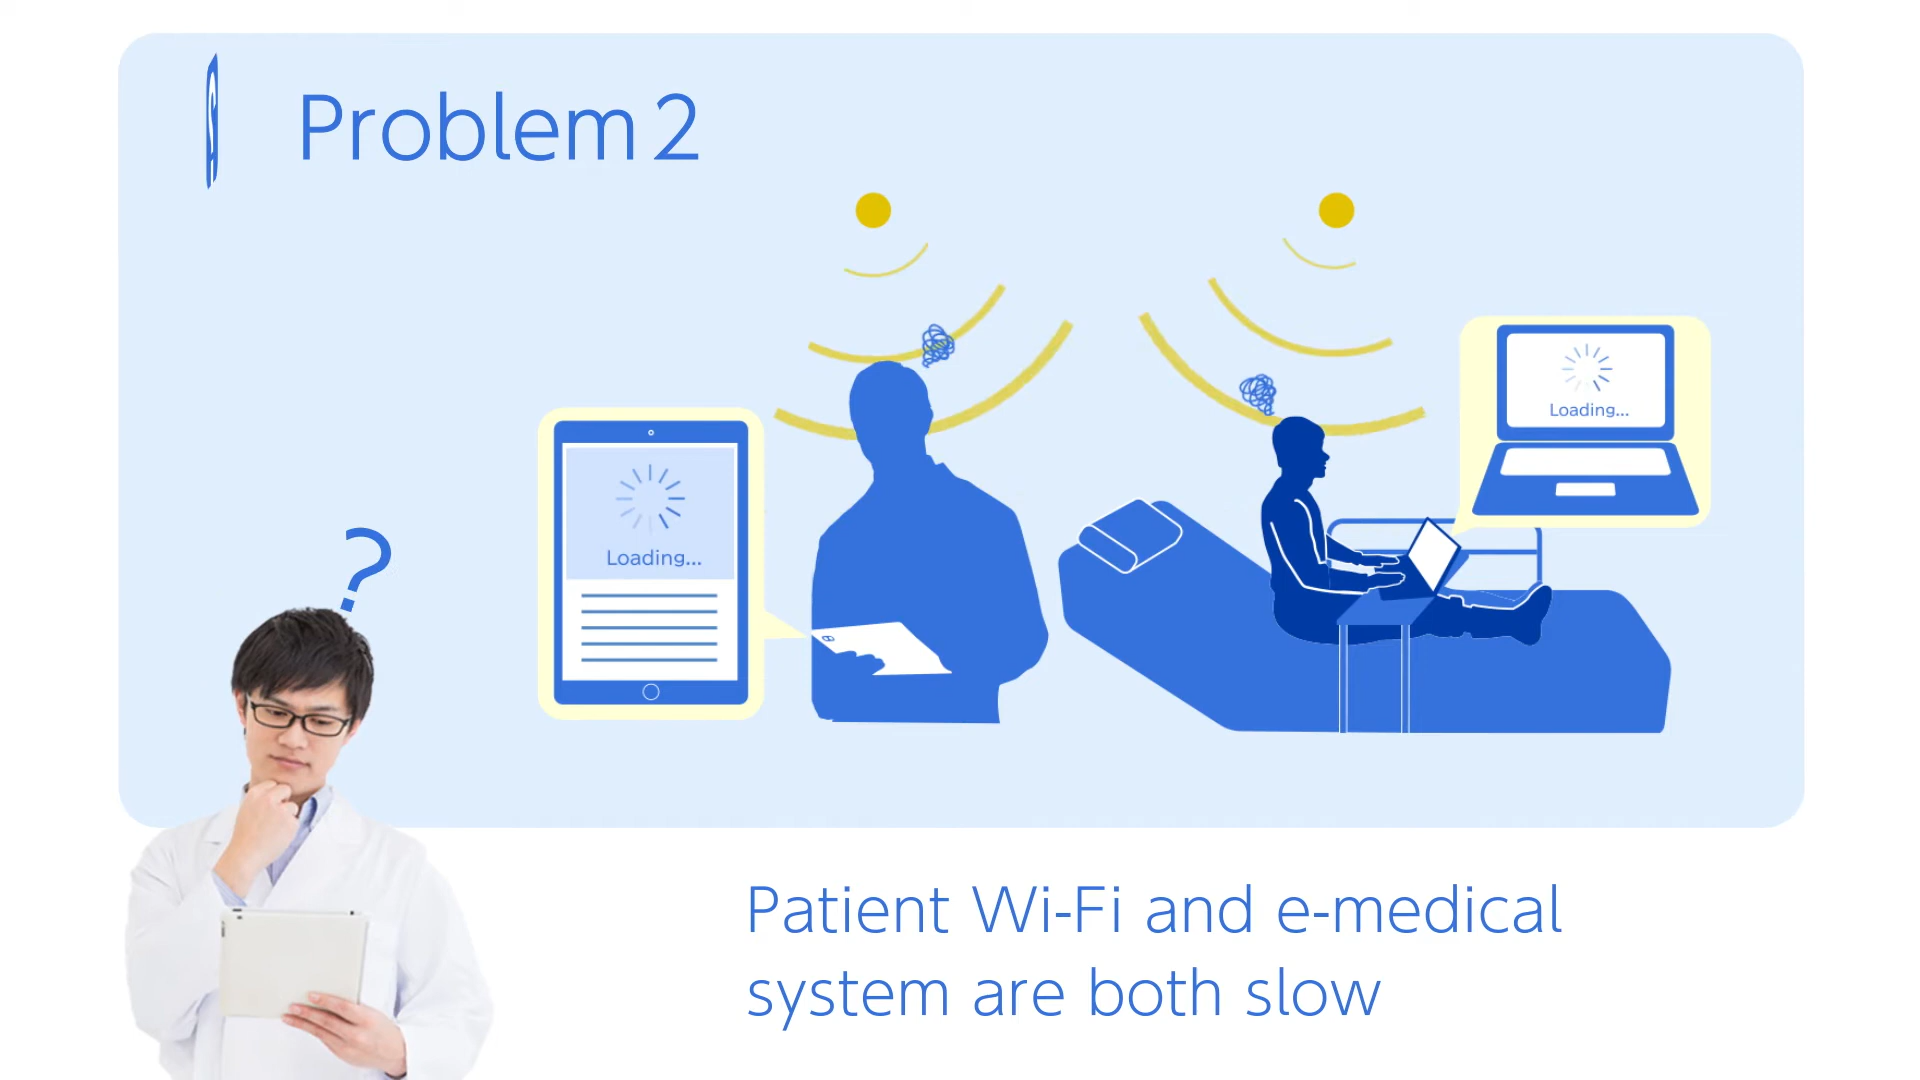 Problem 2
Loading...
Loading...
?
Patient Wi-Fi and e-medical
system are both slow